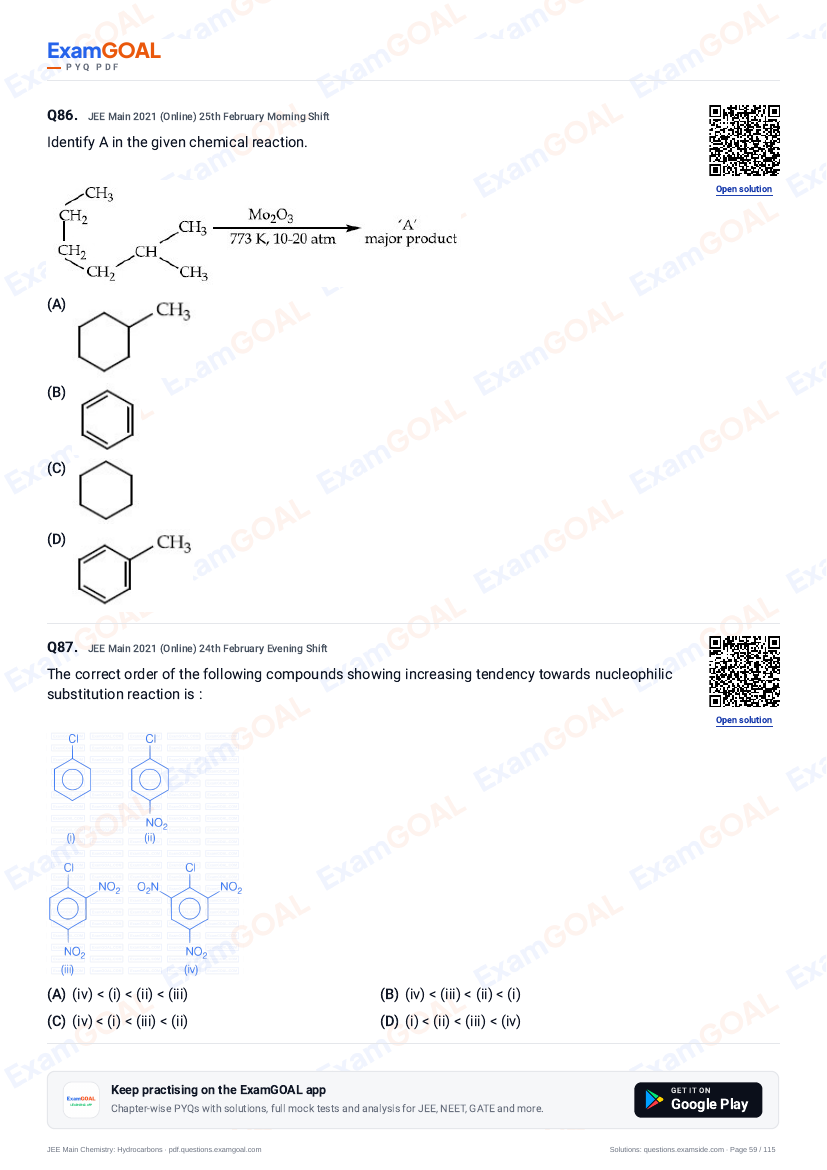 ExamGOAL
PYQ PDF
Q86. JEE Main 2021 (Online) 25th February Morning Shift
Identify A in the given chemical reaction.
Open solution
CH3
CH2
CH2
CH2
CH
CH3
CH3
Mo2O3
773 K, 10-20 atm
'A'
major product
(A)
CH3
(B)
(C)
(D)
CH3
Q87. JEE Main 2021 (Online) 24th February Evening Shift
The correct order of the following compounds showing increasing tendency towards nucleophilic
substitution reaction is :
Open solution
Cl
Cl
NO2
(i)
(ii)
Cl
NO2
NO2
(iii)
Cl
O2N
NO2
NO2
(iv)
(A) (iv) < (i) < (ii) < (iii)
(B) (iv) < (iii) < (ii) < (i)
(C) (iv) < (i) < (iii) < (ii)
(D) (i) < (ii) < (iii) < (iv)
ExamGOAL
Keep practising on the ExamGOAL app
Chapter-wise PYQs with solutions, full mock tests and analysis for JEE, NEET, GATE and more.
GET IT ON
Google Play
JEE Main Chemistry: Hydrocarbons · pdf.questions.examgoal.com
Solutions: questions.examside.com · Page 59 / 115